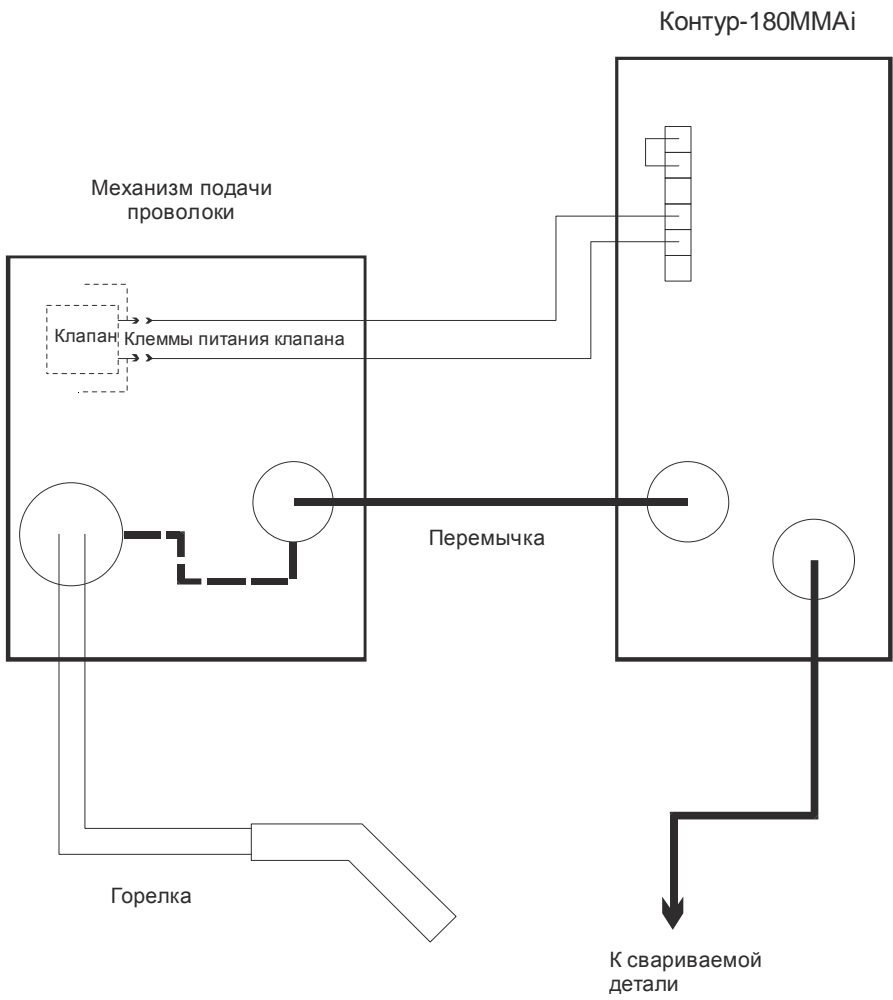 Контур-180MMAi
Механизм подачи
проволоки
Клапан
Клеммы питания клапана
Перемычка
Горелка
К свариваемой
детали